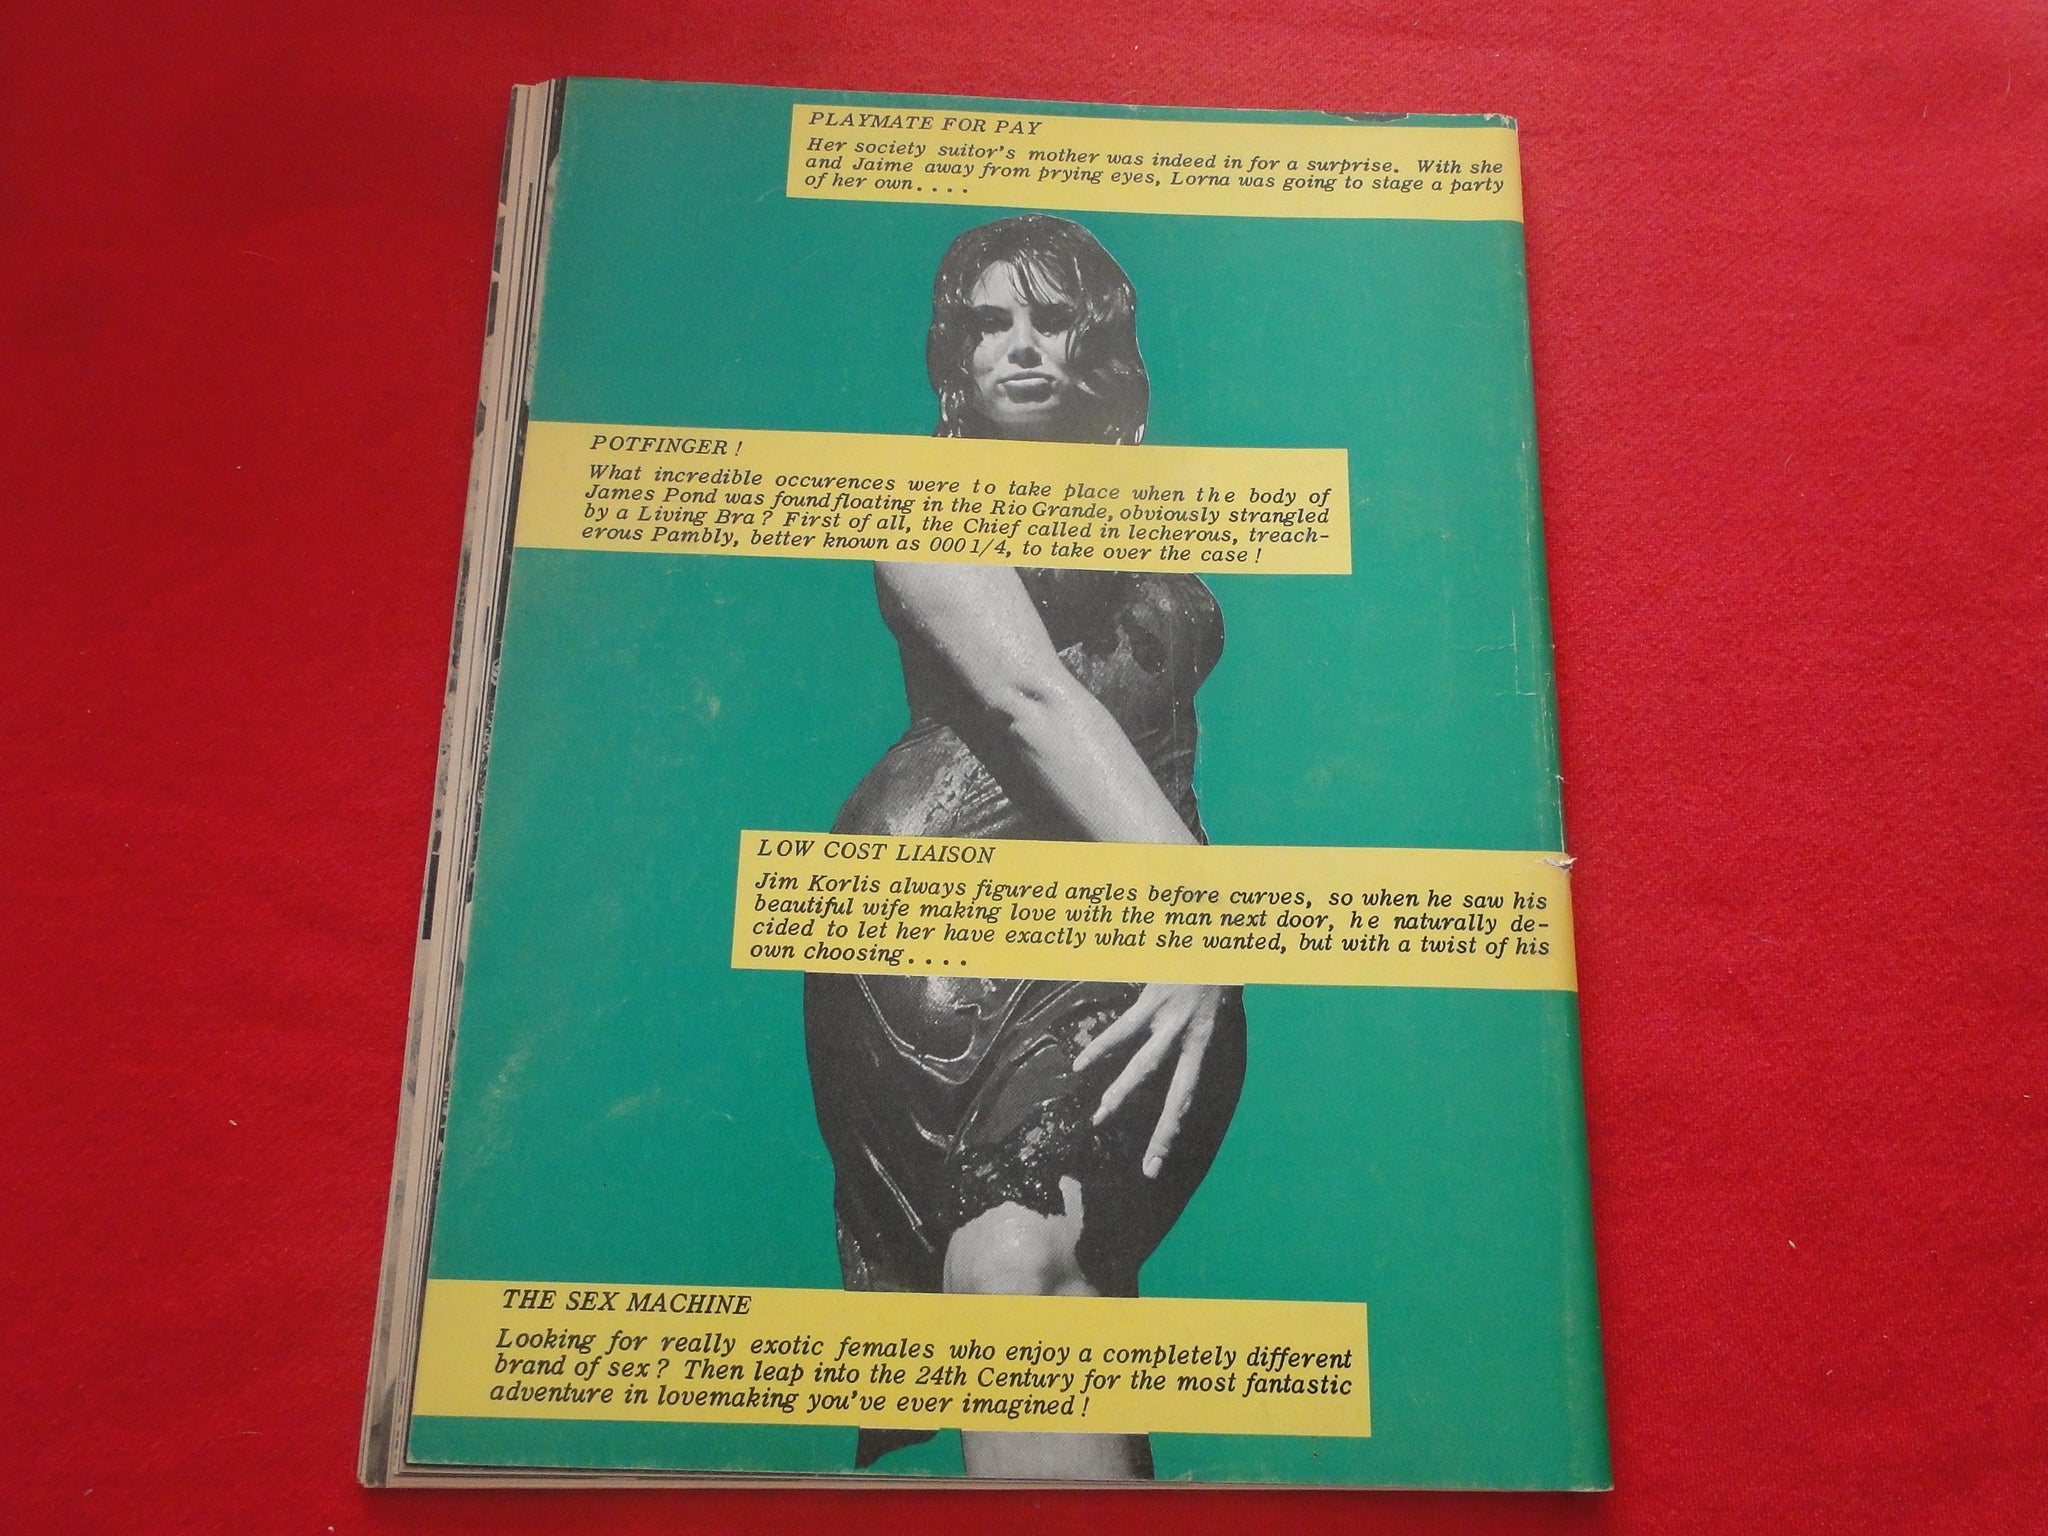 PLAYMATE FOR PAY
Her society suitor's mother was indeed in for a surprise. With she
and Jaime away from prying eyes, Lorna was going to stage a party
of her own....
POTFINGER!
What incredible occurences were to take place when the body of
James Pond was found floating in the Rio Grande, obviously strangled
by a Living Bra? First of all, the Chief called in lecherous, treach-
erous Pambly, better known as 000 1/4, to take over the case!
LOW COST LIAISON
Jim Korlis always figured angles before curves, so when he saw his
beautiful wife making love with the man next door, he naturally de-
cided to let her have exactly what she wanted, but with a twist of his
own choosing....
THE SEX MACHINE
Looking for really exotic females who enjoy a completely different
brand of sex? Then leap into the 24th Century for the most fantastic
adventure in lovemaking you've ever imagined!